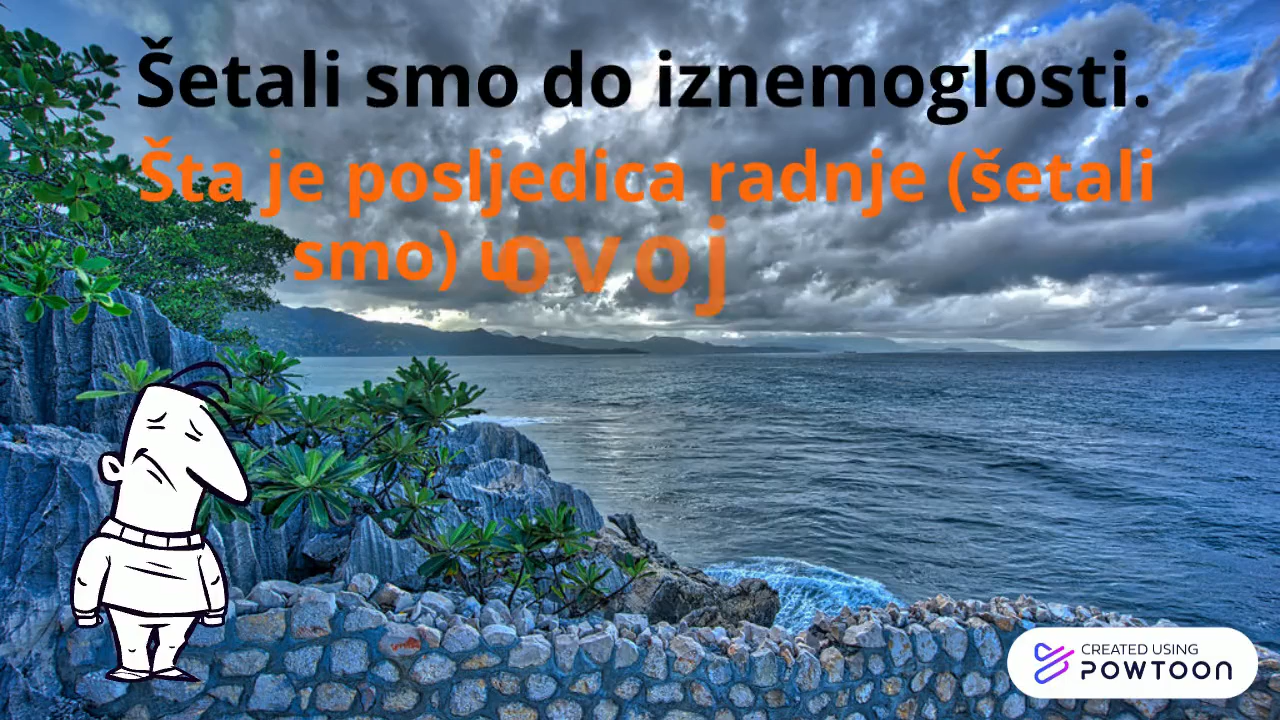 Šetali smo do iznemoglosti.
Šta je posljedica radnje (šetali
smo) u ovoj
CREATED USING
POWTOON